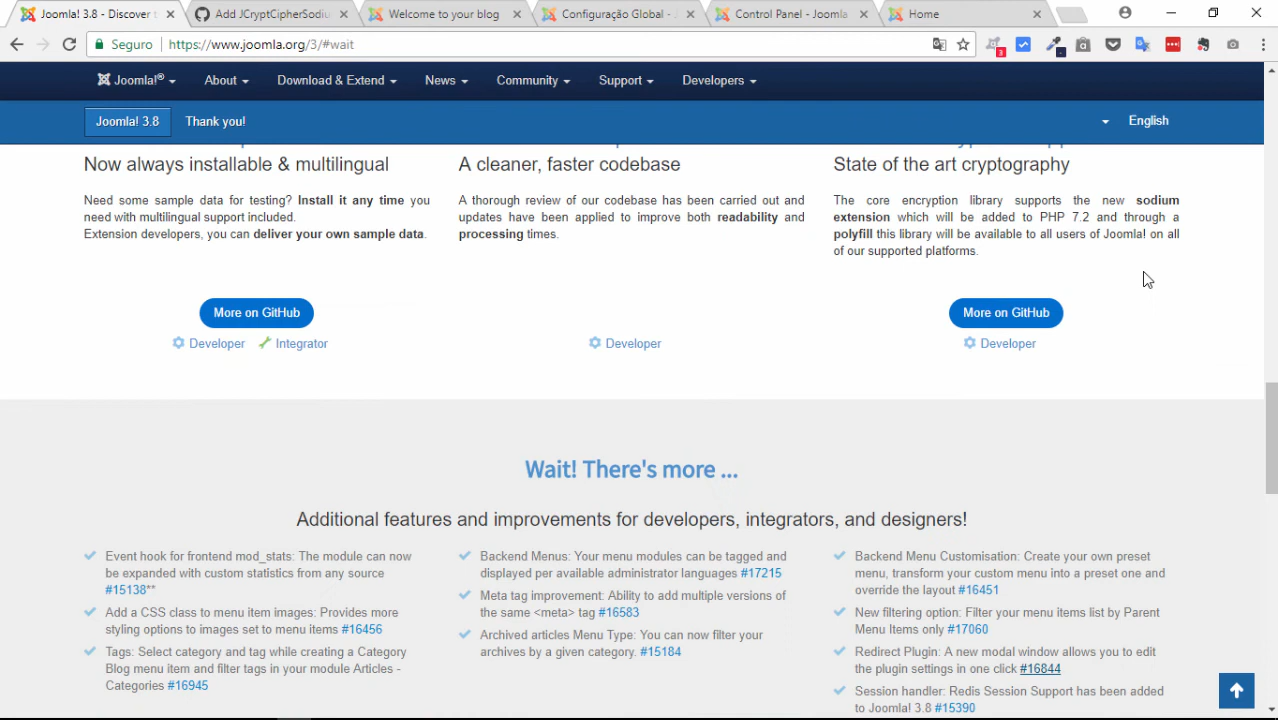 Joomla! 3.8 - Discover t
Add JCryptCipherSodiu
Welcome to your blog
Configuração Global -
Control Panel - Joomla
Home
Seguro
https://www.joomla.org/3/#wait
3
Joomla!®
About
Download & Extend
News
Community
Support
Developers
Joomla! 3.8
Thank you!
English
Now always installable & multilingual
Need some sample data for testing? Install it any time you
need with multilingual support included.
Extension developers, you can deliver your own sample data.
More on GitHub
Developer
Integrator
A cleaner, faster codebase
A thorough review of our codebase has been carried out and
updates have been applied to improve both readability and
processing times.
Developer
State of the art cryptography
The core encryption library supports the new sodium
extension which will be added to PHP 7.2 and through a
polyfill this library will be available to all users of Joomla! on all
of our supported platforms.
More on GitHub
Developer
Wait! There's more ...
Additional features and improvements for developers, integrators, and designers!
Event hook for frontend mod_stats: The module can now
be expanded with custom statistics from any source
#15138**
Add a CSS class to menu item images: Provides more
styling options to images set to menu items #16456
Tags: Select category and tag while creating a Category
Blog menu item and filter tags in your module Articles -
Categories #16945
Backend Menus: Your menu modules can be tagged and
displayed per available administrator languages #17215
Meta tag improvement: Ability to add multiple versions of
the same <meta> tag #16583
Archived articles Menu Type: You can now filter your
archives by a given category. #15184
Backend Menu Customisation: Create your own preset
menu, transform your custom menu into a preset one and
override the layout #16451
New filtering option: Filter your menu items list by Parent
Menu Items only #17060
Redirect Plugin: A new modal window allows you to edit
the plugin settings in one click #16844
Session handler: Redis Session Support has been added
to Joomla! 3.8 #15390